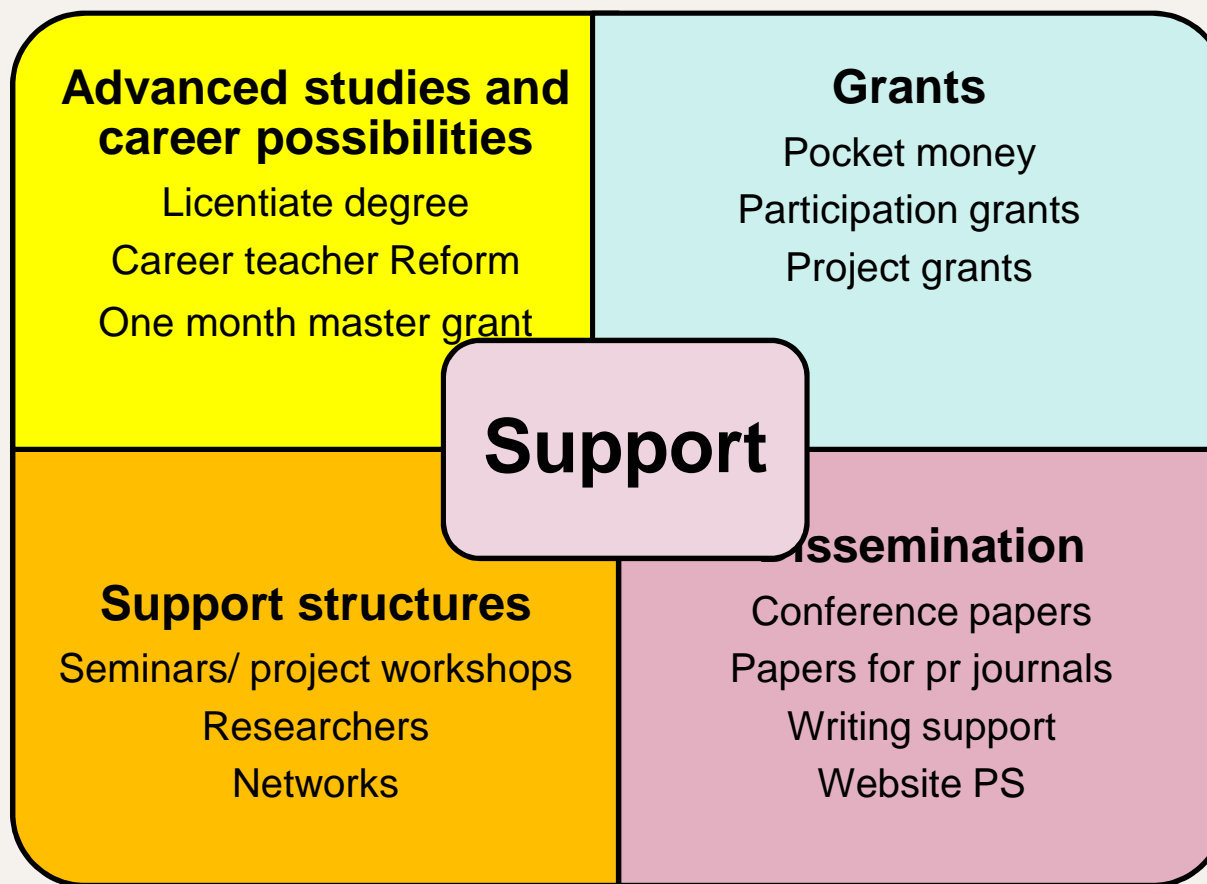 Advanced studies and
career possibilities
Licentiate degree
Career teacher Reform
One month master grant
Grants
Pocket money
Participation grants
Project grants
Support
Support structures
Seminars/ project workshops
Researchers
Networks
Dissemination
Conference papers
Papers for pr journals
Writing support
Website PS